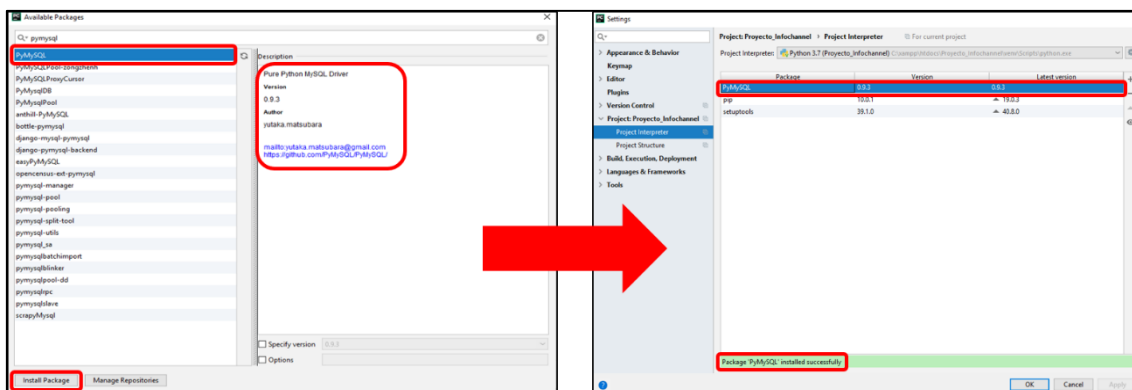 Available Packages
pymysql
PyMySQL
PyMySQLPool-zongzhenh
PyMySQLProxyCursor
PyMysqlDB
PyMysqlPool
anthill-PyMySQL
bottle-pymysql
django-mysql-pymysql
django-pymysql-backend
easyPyMySQL
opencensus-ext-pymysql
pymysql-manager
pymysql-pool
pymysql-pooling
pymysql-split-tool
pymysql-utils
pymysql_sa
pymysqlbatchimport
pymysqlblinker
pymysqlpool-dd
pymysqlrpc
pymysqlslave
scrapyMysql
Description
Pure Python MySQL Driver
Version
0.9.3
Author
yutaka.matsubara
mailto:yutaka.matsubara@gmail.com
https://github.com/PyMySQL/PyMySQL/
Specify version 0.9.3
Options
Install Package Manage Repositories
Settings
Appearance & Behavior
Keymap
Editor
Plugins
Version Control
Project: Proyecto_Infochannel
Project Interpreter
Project Structure
Build, Execution, Deployment
Languages & Frameworks
Tools
Project: Proyecto_Infochannel › Project Interpreter For current project
Project Interpreter: Python 3.7 (Proyecto_Infochannel)
Package Version Latest version
PyMySQL 0.9.3 0.9.3
pip 10.0.1 19.0.3
setuptools 39.1.0 40.8.0
Package 'PyMySQL' installed successfully
OK Cancel Apply